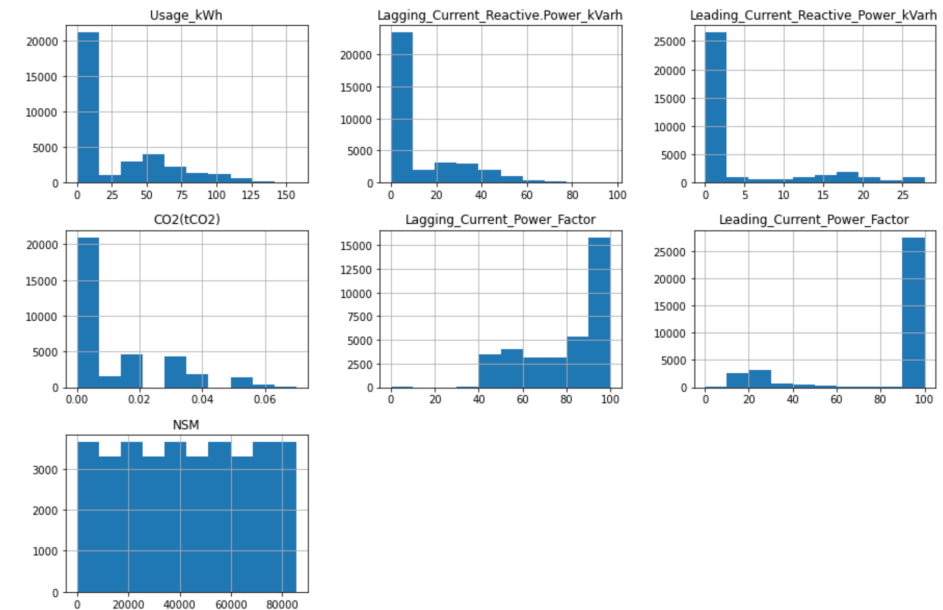 Usage_kWh
20000
15000
10000
5000
0
0 25 50 75 100 125 150
Lagging_Current_Reactive.Power_kVarh
20000
15000
10000
5000
0
0 20 40 60 80 100
Leading_Current_Reactive_Power_kVarh
25000
20000
15000
10000
5000
0
0 5 10 15 20 25
CO2(tCO2)
20000
15000
10000
5000
0
0.00 0.02 0.04 0.06
Lagging_Current_Power_Factor
15000
12500
10000
7500
5000
2500
0
0 20 40 60 80 100
Leading_Current_Power_Factor
25000
20000
15000
10000
5000
0
0 20 40 60 80 100
NSM
3000
2000
1000
0
0 20000 40000 60000 80000